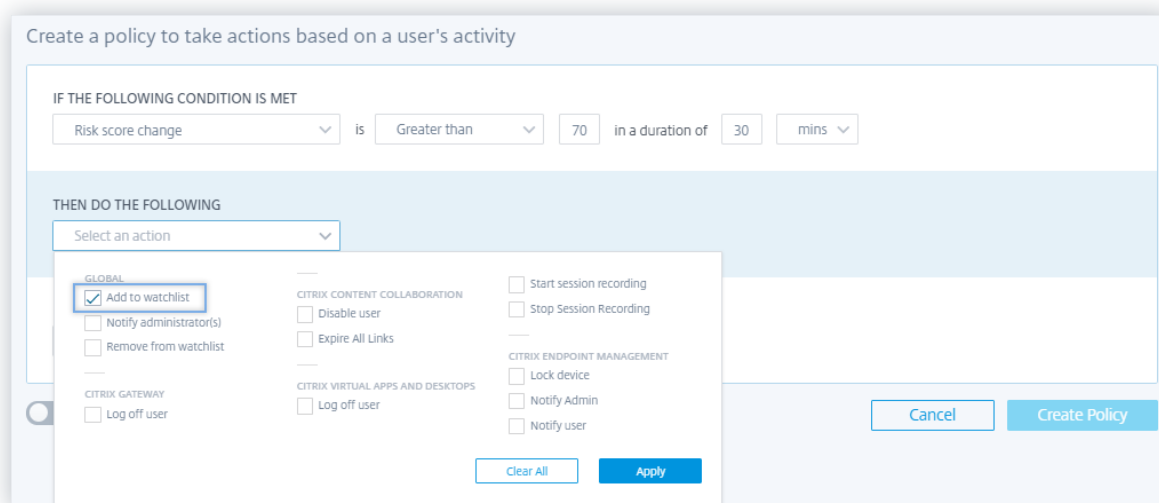 Create a policy to take actions based on a user's activity
IF THE FOLLOWING CONDITION IS MET
Risk score change is Greater than 70 in a duration of 30 mins
THEN DO THE FOLLOWING
Select an action
GLOBAL
Add to watchlist
Notify administrator(s)
Remove from watchlist
CITRIX GATEWAY
Log off user
CITRIX CONTENT COLLABORATION
Disable user
Expire All Links
CITRIX VIRTUAL APPS AND DESKTOPS
Log off user
Start session recording
Stop Session Recording
CITRIX ENDPOINT MANAGEMENT
Lock device
Notify Admin
Notify user
Clear All
Apply
Cancel
Create Policy